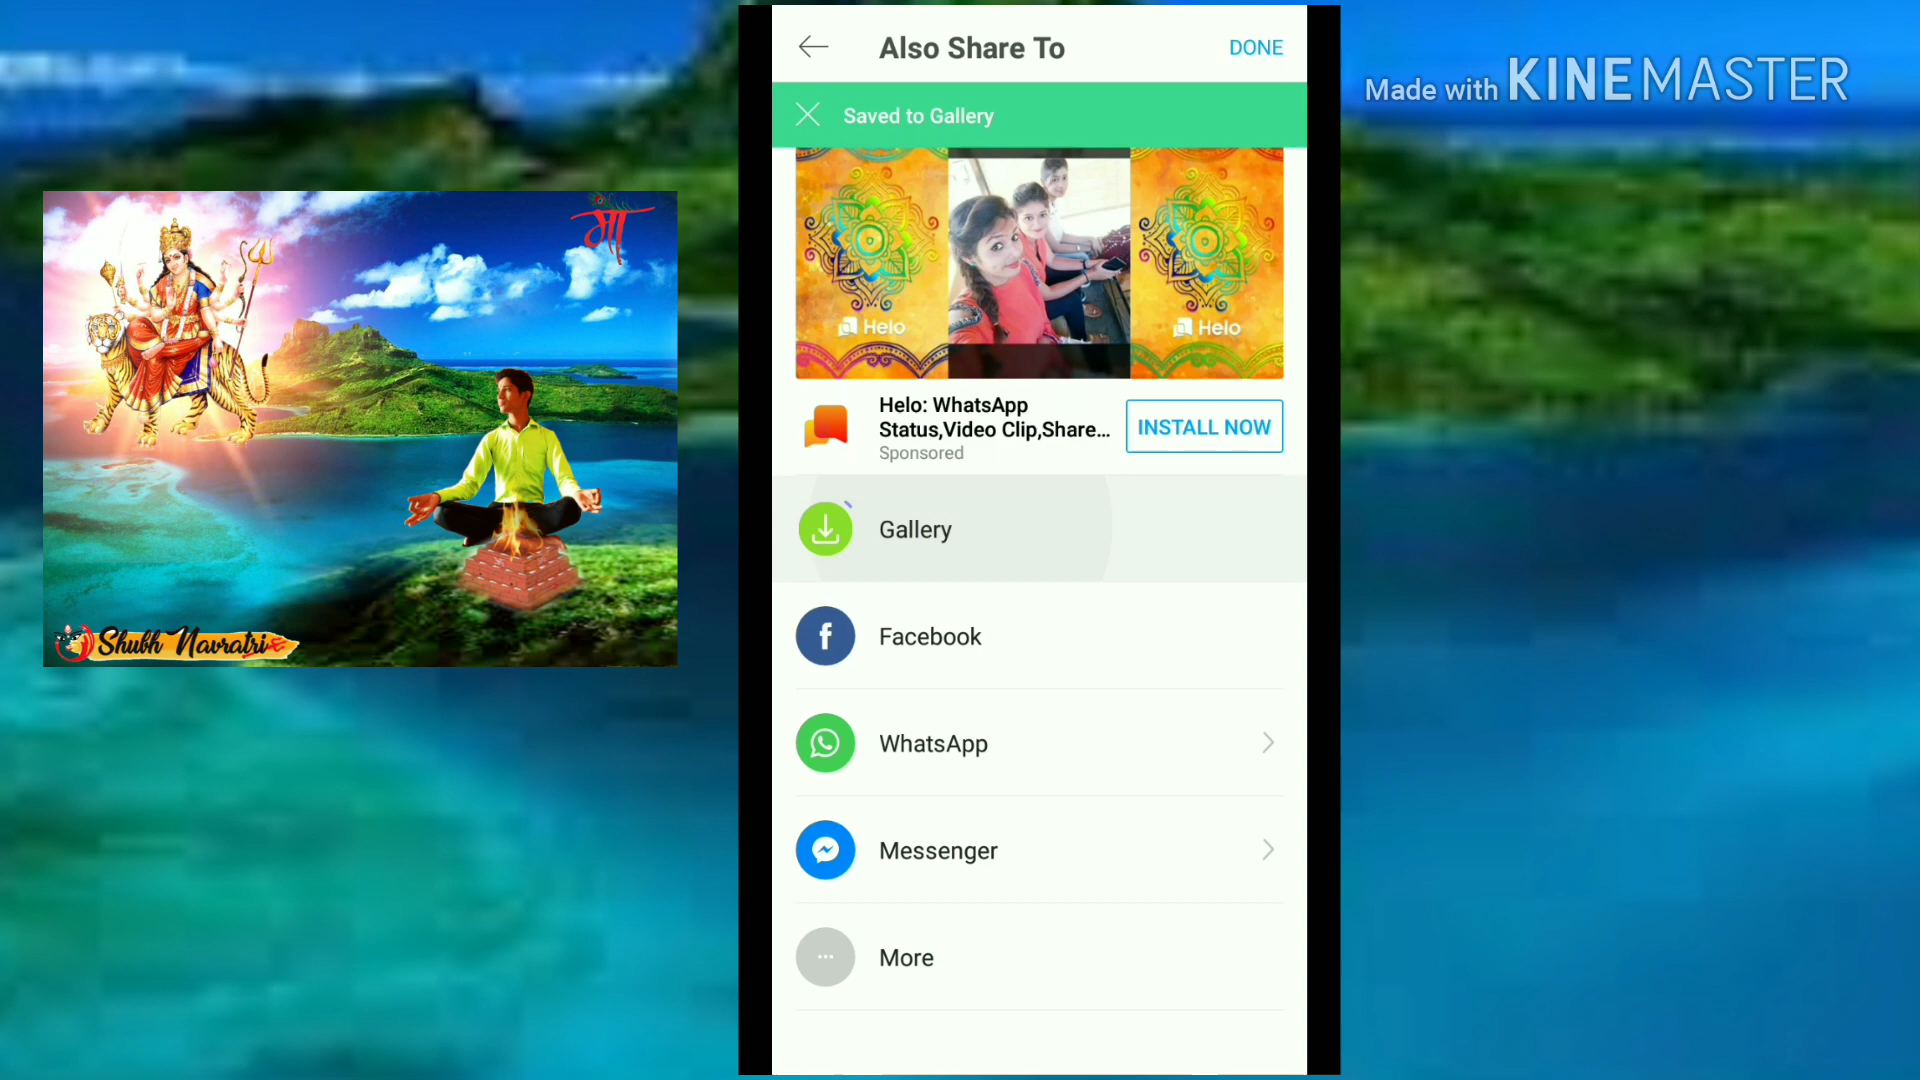 Also Share To
DONE
Made with KINEMASTER
Saved to Gallery
माँ
Helo
Helo
Helo: WhatsApp
Status,Video Clip,Share...
Sponsored
INSTALL NOW
Gallery
Facebook
Shubh Navratri
WhatsApp
Messenger
More